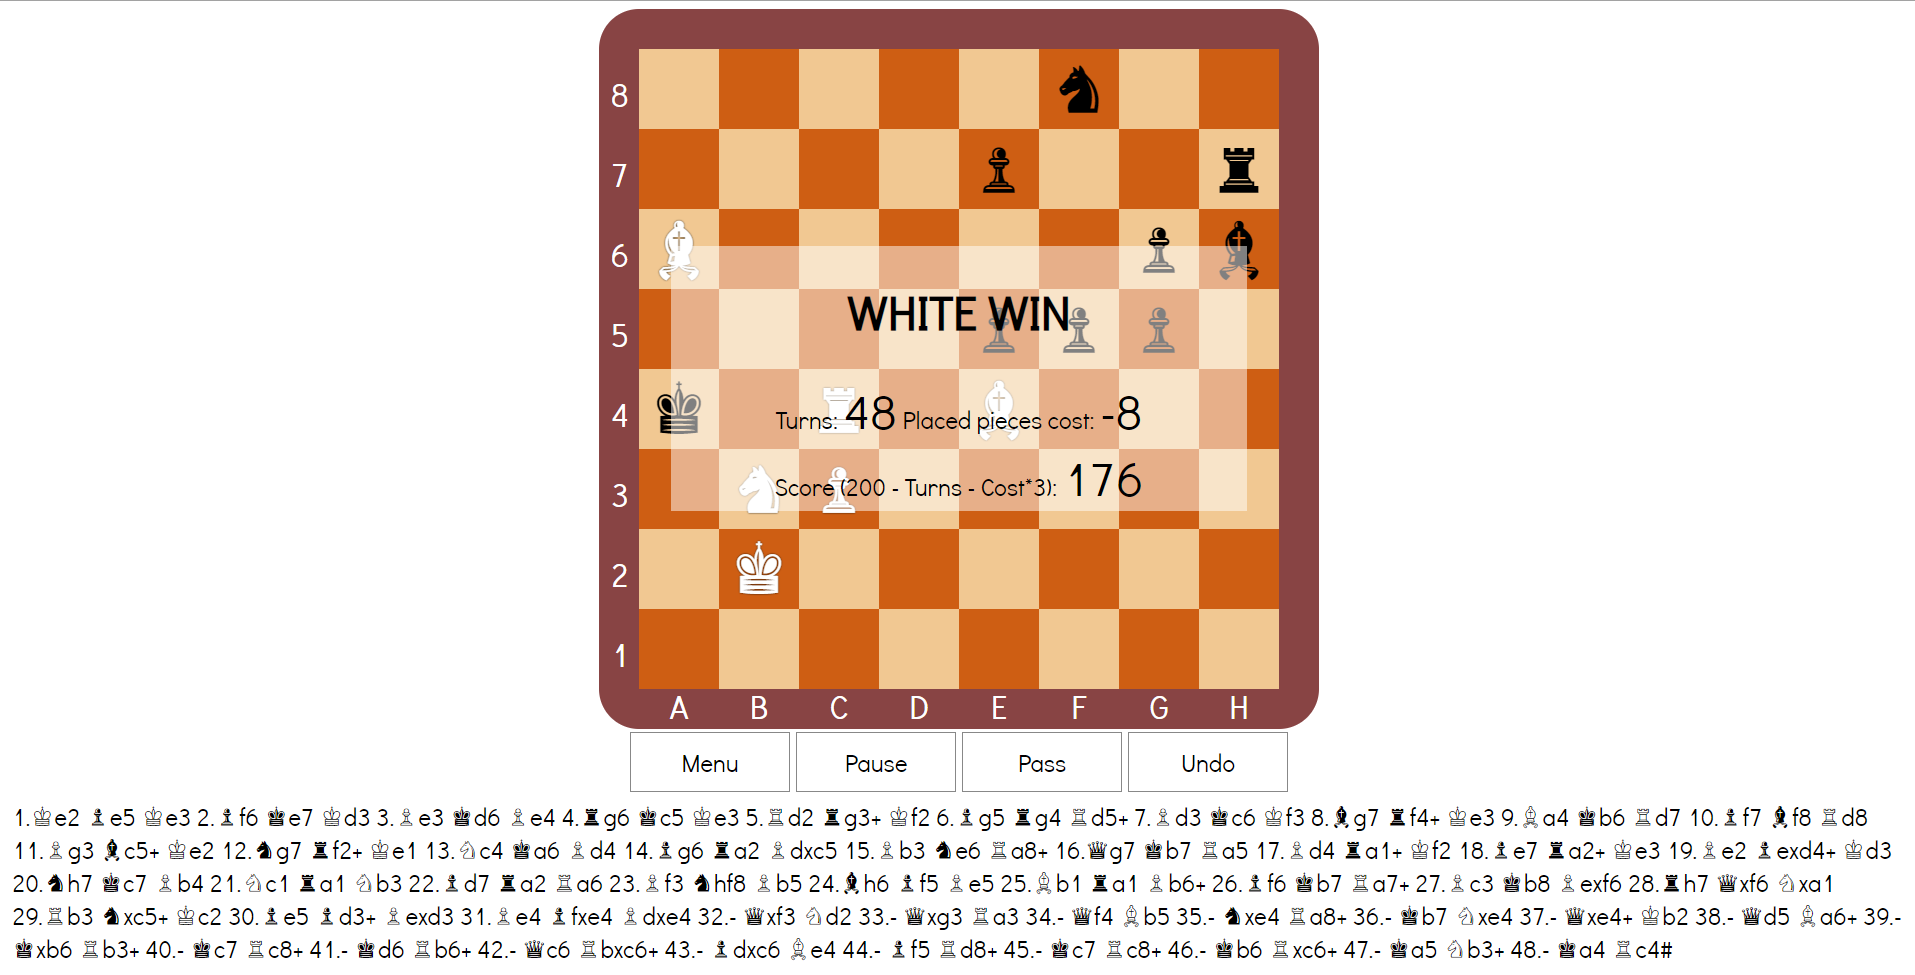 8
7
6
WHITE WIN
5
Turns: 48 Placed pieces cost: -8
4
Score (200 - Turns - Cost*3): 176
3
2
1
A B C D E F G H
Menu Pause Pass Undo
1.♔e2 ♝e5 ♔e3 2.♝f6 ♚e7 ♔d3 3.♗e3 ♚d6 ♗e4 4.♜g6 ♚c5 ♔e3 5.♖d2 ♜g3+ ♔f2 6.♝g5 ♜g4 ♖d5+ 7.♗d3 ♚c6 ♔f3 8.♝g7 ♜f4+ ♔e3 9.♗a4 ♚b6 ♖d7 10.♝f7 ♝f8 ♖d8
11.♗g3 ♝c5+ ♔e2 12.♞g7 ♜f2+ ♔e1 13.♘c4 ♚a6 ♗d4 14.♝g6 ♜a2 ♗dxc5 15.♗b3 ♞e6 ♖a8+ 16.♕g7 ♚b7 ♖a5 17.♗d4 ♜a1+ ♔f2 18.♝e7 ♜a2+ ♔e3 19.♗e2 ♝exd4+ ♔d3
20.♞h7 ♚c7 ♗b4 21.♘c1 ♜a1 ♘b3 22.♝d7 ♜a2 ♖a6 23.♗f3 ♞hf8 ♗b5 24.♝h6 ♝f5 ♗e5 25.♗b1 ♜a1 ♗b6+ 26.♝f6 ♚b7 ♖a7+ 27.♗c3 ♚b8 ♗exf6 28.♜h7 ♕xf6 ♘xa1
29.♖b3 ♞xc5+ ♔c2 30.♝e5 ♝d3+ ♗exd3 31.♗e4 ♝fxe4 ♗dxe4 32.- ♕xf3 ♘d2 33.- ♕xg3 ♖a3 34.- ♕f4 ♗b5 35.- ♞xe4 ♖a8+ 36.- ♚b7 ♘xe4 37.- ♕xe4+ ♔b2 38.- ♕d5 ♗a6+ 39.-
♚xb6 ♖b3+ 40.- ♚c7 ♖c8+ 41.- ♚d6 ♖b6+ 42.- ♕c6 ♖bxc6+ 43.- ♝dxc6 ♗e4 44.- ♝f5 ♖d8+ 45.- ♚c7 ♖c8+ 46.- ♚b6 ♖xc6+ 47.- ♚a5 ♘b3+ 48.- ♚a4 ♖c4#